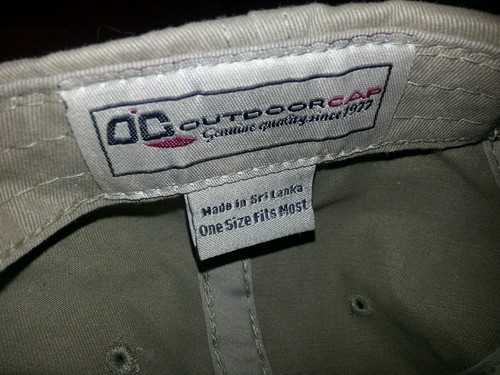 OC OUTDOORCAP
Genuine quality since 1977
Made in Sri Lanka
One Size Fits Most